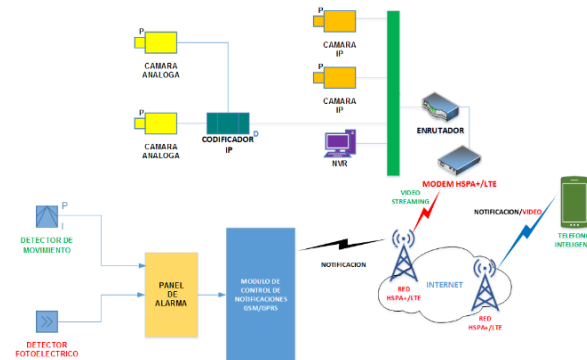 P
CAMARA
ANALOGA
P
CAMARA
ANALOGA
CODIFICADOR
IP
D
P
CAMARA
IP
P
CAMARA
IP
NVR
ENRUTADOR
MODEM HSPA+/LTE
VIDEO
STREAMING
NOTIFICACION/VIDEO
TELEFONO
INTELIGEN
P
I
DETECTOR DE
MOVIMIENTO
DETECTOR
FOTOELECTRICO
PANEL
DE
ALARMA
MODULO DE
CONTROL DE
NOTIFICACIONES
GSM/GPRS
NOTIFICACION
INTERNET
RED
HSPA+/LTE
RED
HSPA+/LTE